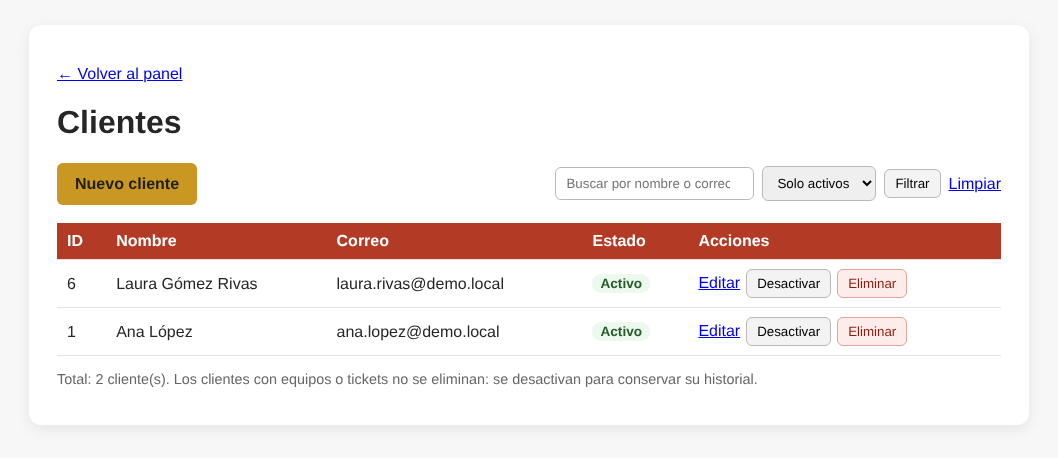 ← Volver al panel
Clientes
Nuevo cliente Buscar por nombre o correo Solo activos Filtrar Limpiar
ID Nombre Correo Estado Acciones
6 Laura Gómez Rivas laura.rivas@demo.local Activo Editar Desactivar Eliminar
1 Ana López ana.lopez@demo.local Activo Editar Desactivar Eliminar
Total: 2 cliente(s). Los clientes con equipos o tickets no se eliminan: se desactivan para conservar su historial.